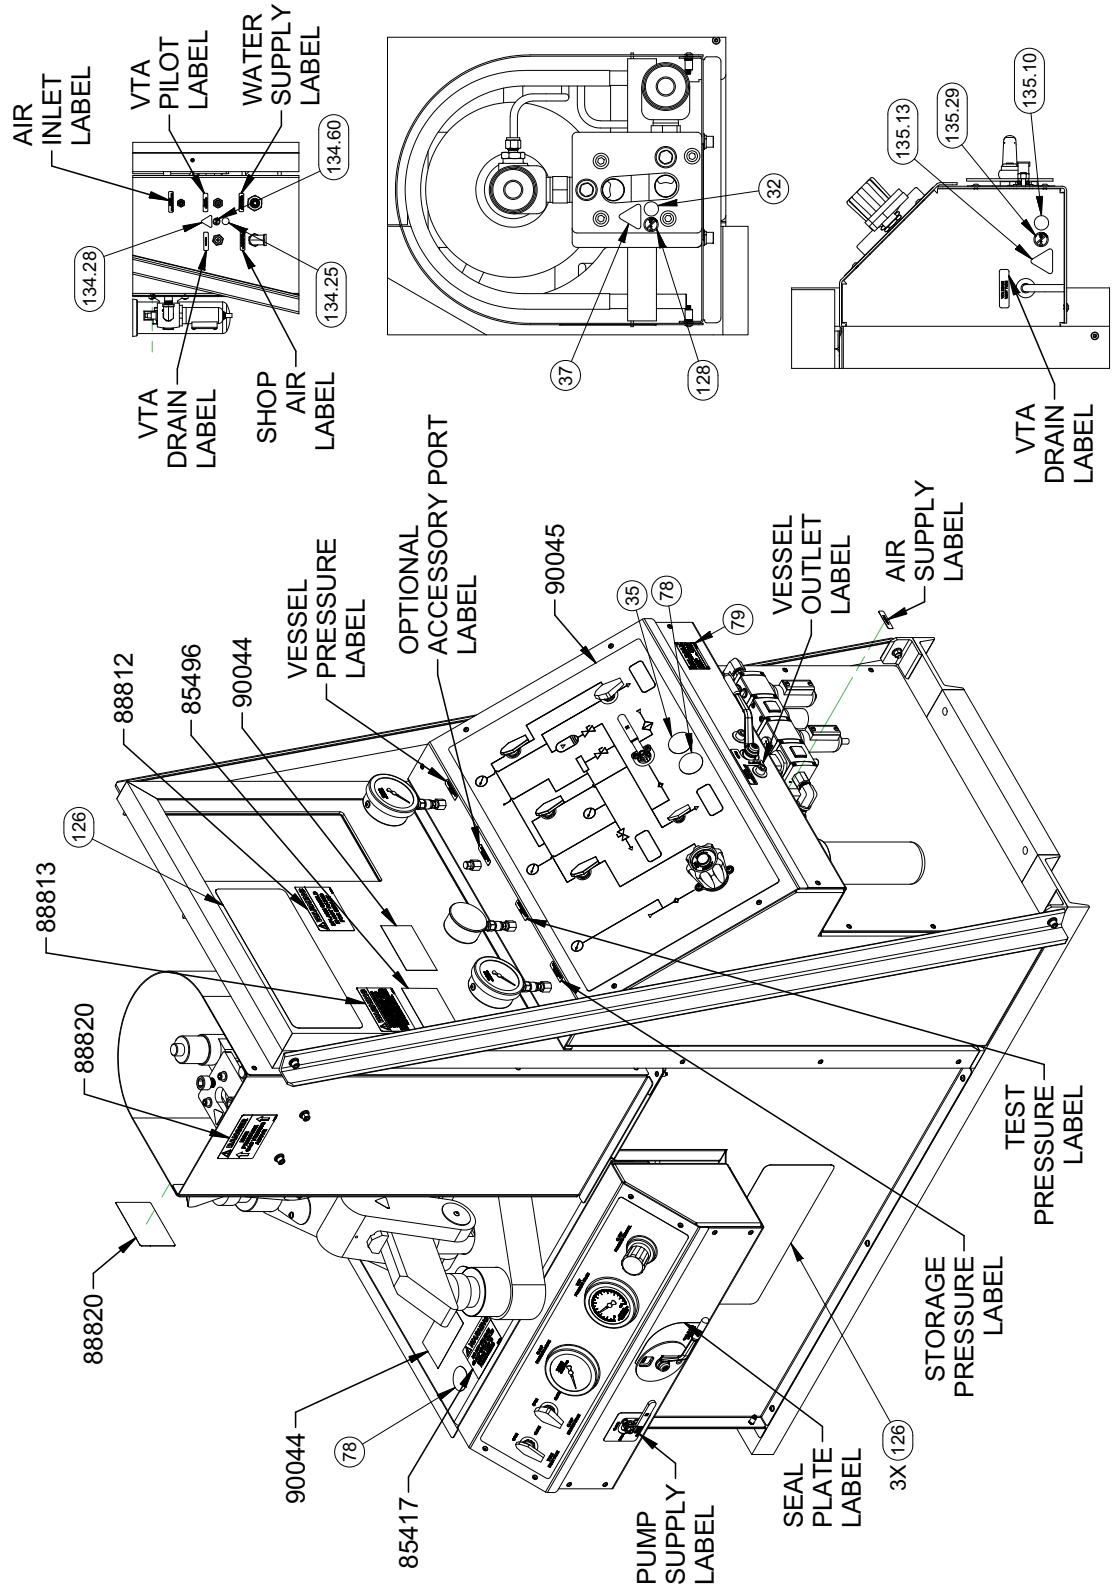 AIR
INLET
LABEL
VTA
PILOT
LABEL
WATER
SUPPLY
LABEL
134.28
134.60
134.25
VTA
DRAIN
LABEL
SHOP
AIR
LABEL
37
32
128
135.13
135.29
135.10
VTA
DRAIN
LABEL
88820
88820
88813
126
88812
85496
90044
VESSEL
PRESSURE
LABEL
OPTIONAL
ACCESSORY PORT
LABEL
90045
35
78
79
VESSEL
OUTLET
LABEL
AIR
SUPPLY
LABEL
90044
78
85417
PUMP
SUPPLY
LABEL
SEAL
PLATE
LABEL
3X 126
STORAGE
PRESSURE
LABEL
TEST
PRESSURE
LABEL